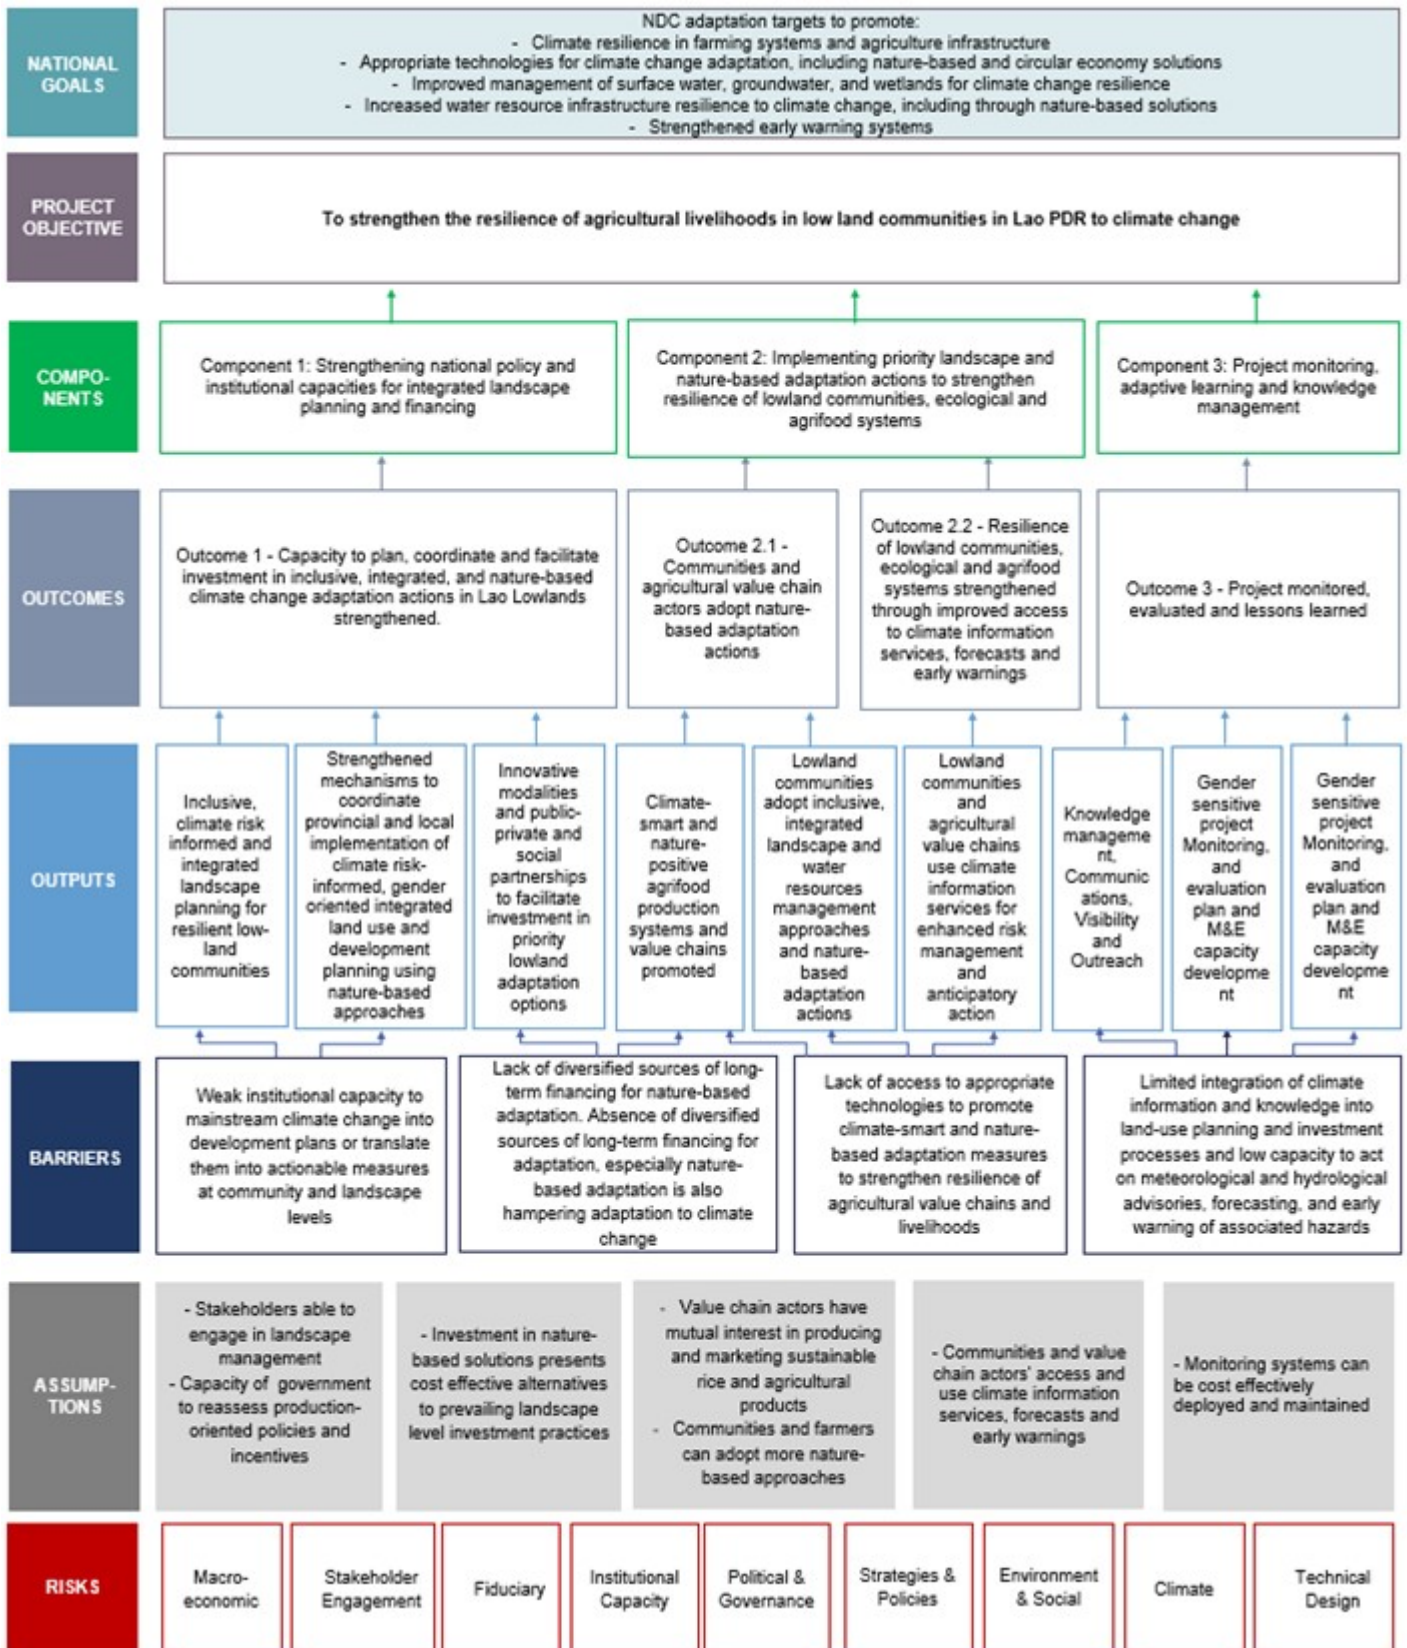 NATIONAL
GOALS
NDC adaptation targets to promote:
- Climate resilience in farming systems and agriculture infrastructure
- Appropriate technologies for climate change adaptation, including nature-based and circular economy solutions
- Improved management of surface water, groundwater, and wetlands for climate change resilience
- Increased water resource infrastructure resilience to climate change, including through nature-based solutions
- Strengthened early warning systems
PROJECT
OBJECTIVE
To strengthen the resilience of agricultural livelihoods in low land communities in Lao PDR to climate change
COMPO-
NENTS
Component 1: Strengthening national policy and
institutional capacities for integrated landscape
planning and financing
Component 2: Implementing priority landscape and
nature-based adaptation actions to strengthen
resilience of lowland communities, ecological and
agrifood systems
Component 3: Project monitoring,
adaptive learning and knowledge
management
OUTCOMES
Outcome 1 - Capacity to plan, coordinate and facilitate
investment in inclusive, integrated, and nature-based
climate change adaptation actions in Lao Lowlands
strengthened.
Outcome 2.1 -
Communities and
agricultural value chain
actors adopt nature-
based adaptation
actions
Outcome 2.2 - Resilience
of lowland communities,
ecological and agrifood
systems strengthened
through improved access
to climate information
services, forecasts and
early warnings
Outcome 3 - Project monitored,
evaluated and lessons learned
OUTPUTS
Inclusive,
climate risk
informed and
integrated
landscape
planning for
resilient low-
land
communities
Strengthened
mechanisms to
coordinate
provincial and local
implementation of
climate risk-
informed, gender
oriented integrated
land use and
development
planning using
nature-based
approaches
Innovative
modalities
and public-
private and
social
partnerships
to facilitate
investment in
priority
lowland
adaptation
options
Climate-
smart and
nature-
positive
agrifood
production
systems and
value chains
promoted
Lowland
communities
adopt inclusive,
integrated
landscape and
water
resources
management
approaches
and nature-
based
adaptation
actions
Lowland
communities
and
agricultural
value chains
use climate
information
services for
enhanced risk
management
and
anticipatory
action
Knowledge
manageme
nt,
Communic
ations,
Visibility
and
Outreach
Gender
sensitive
project
Monitoring,
and
evaluation
plan and
M&E
capacity
developme
nt
Gender
sensitive
project
Monitoring,
and
evaluation
plan and
M&E
capacity
developme
nt
BARRIERS
Weak institutional capacity to
mainstream climate change into
development plans or translate
them into actionable measures
at community and landscape
levels
Lack of diversified sources of long-
term financing for nature-based
adaptation. Absence of diversified
sources of long-term financing for
adaptation, especially nature-
based adaptation is also
hampering adaptation to climate
change
Lack of access to appropriate
technologies to promote
climate-smart and nature-
based adaptation measures
to strengthen resilience of
agricultural value chains and
livelihoods
Limited integration of climate
information and knowledge into
land-use planning and investment
processes and low capacity to act
on meteorological and hydrological
advisories, forecasting, and early
warning of associated hazards
ASSUMP-
TIONS
- Stakeholders able to
engage in landscape
management
- Capacity of government
to reassess production-
oriented policies and
incentives
- Investment in nature-
based solutions presents
cost effective alternatives
to prevailing landscape
level investment practices
- Value chain actors have
mutual interest in producing
and marketing sustainable
rice and agricultural
products
- Communities and farmers
can adopt more nature-
based approaches
- Communities and value
chain actors' access and
use climate information
services, forecasts and
early warnings
- Monitoring systems can
be cost effectively
deployed and maintained
RISKS
Macro-
economic
Stakeholder
Engagement
Fiduciary
Institutional
Capacity
Political &
Governance
Strategies &
Policies
Environment
& Social
Climate
Technical
Design